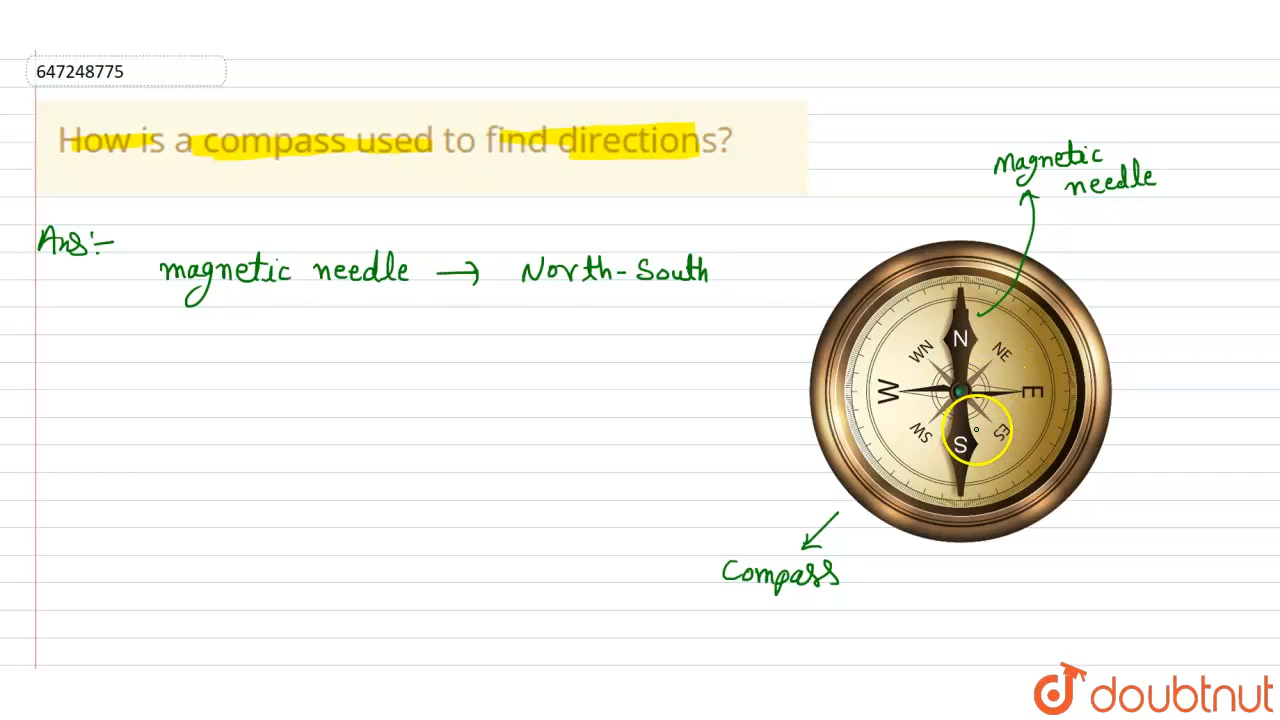 647248775
How is a compass used to find directions?
Ans:-
magnetic needle → North-South
magnetic
needle
N
WN
NE
W
E
SW
ES
S
Compass
doubtnut